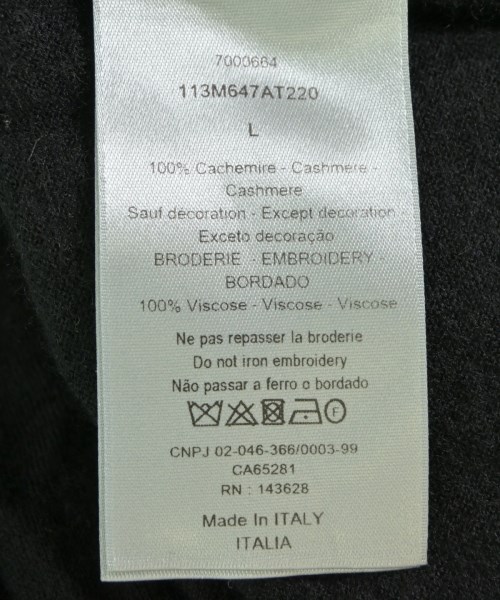 7000664
113M647AT220
L
100% Cachemire - Cashmere -
Cashmere
Sauf décoration - Except decoration -
Exceto decoração
BRODERIE - EMBROIDERY -
BORDADO
100% Viscose - Viscose - Viscose
Ne pas repasser la broderie
Do not iron embroidery
Não passar a ferro o bordado
F
CNPJ 02-046-366/0003-99
CA65281
RN : 143628
Made In ITALY
ITALIA